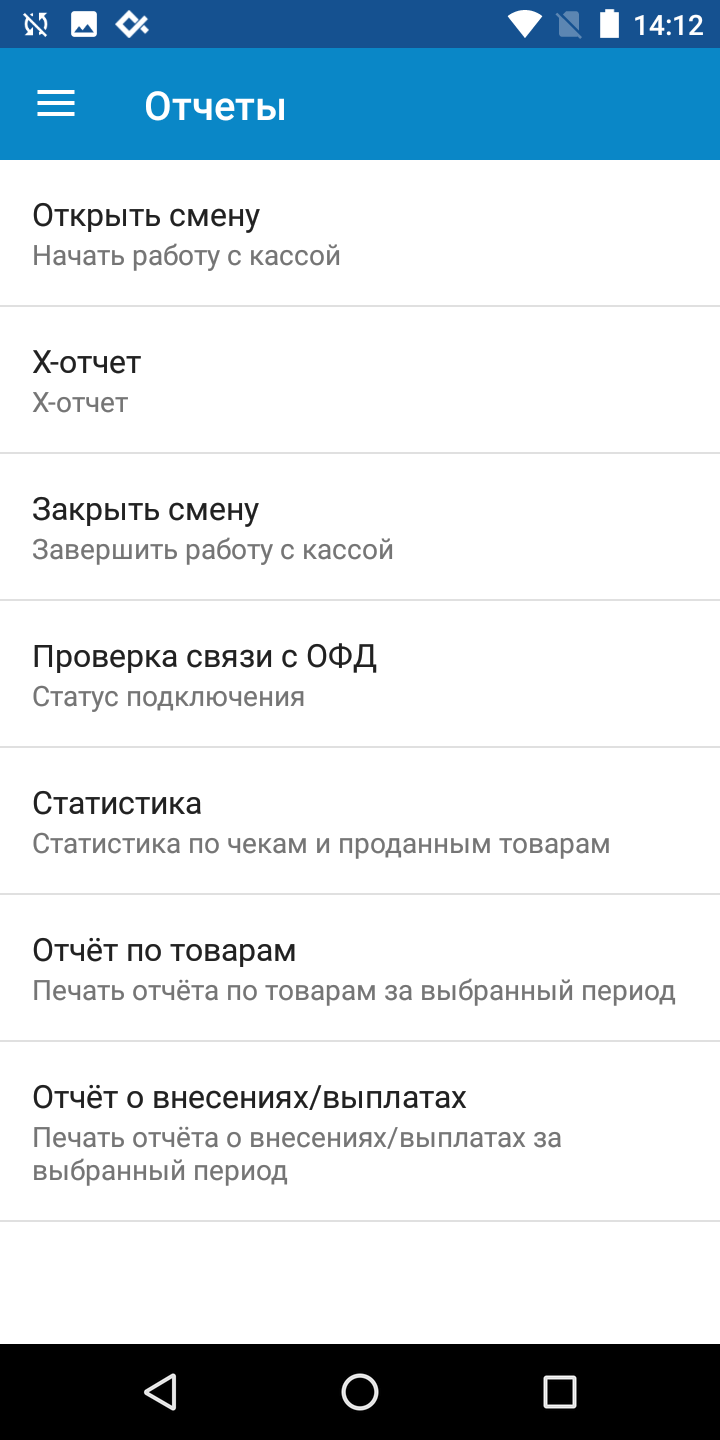 14:12
Отчеты
Открыть смену
Начать работу с кассой
Х-отчет
Х-отчет
Закрыть смену
Завершить работу с кассой
Проверка связи с ОФД
Статус подключения
Статистика
Статистика по чекам и проданным товарам
Отчёт по товарам
Печать отчёта по товарам за выбранный период
Отчёт о внесениях/выплатах
Печать отчёта о внесениях/выплатах за
выбранный период